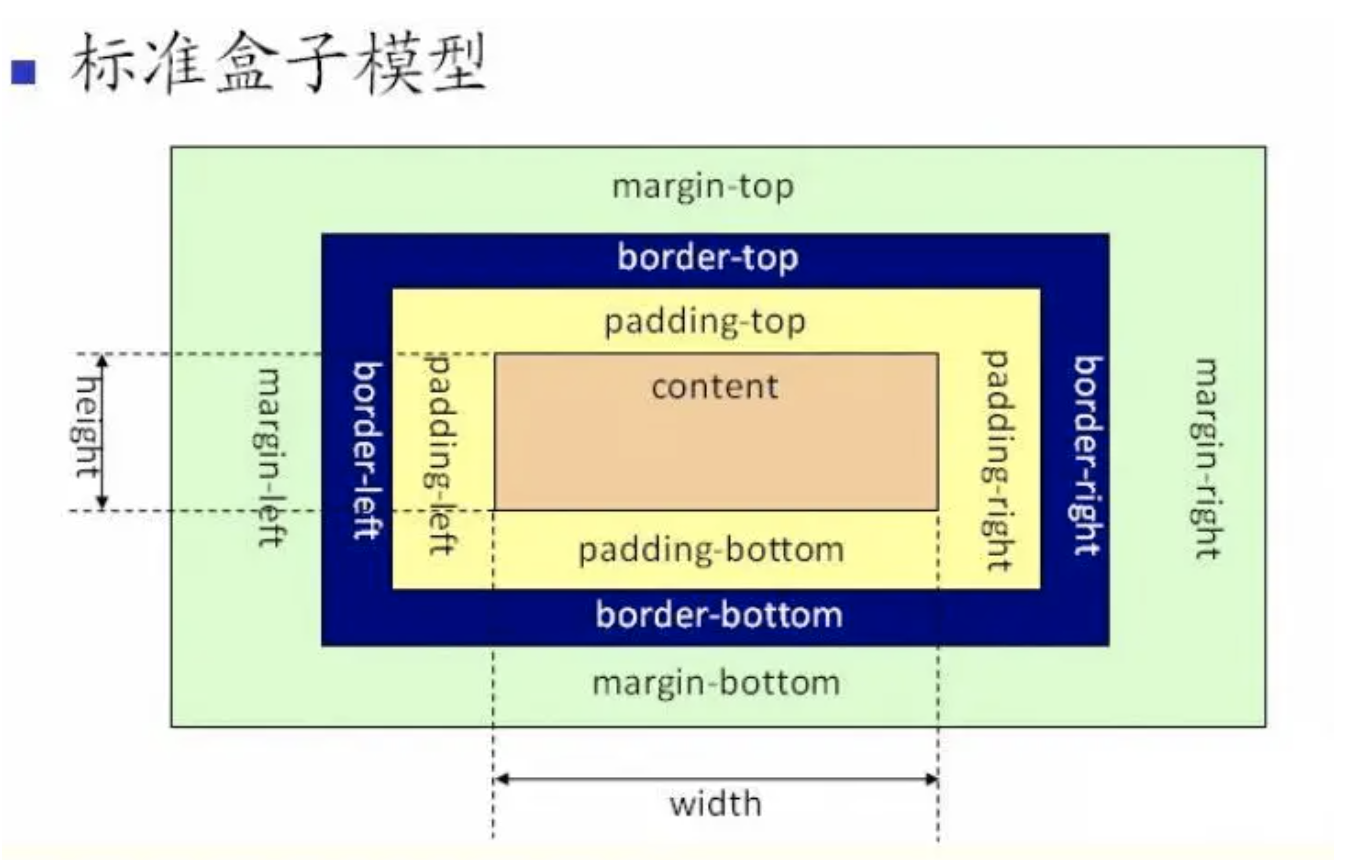 标准盒子模型
margin-top
border-top
padding-top
content
height
margin-left
border-left
padding-left
padding-right
border-right
margin-right
padding-bottom
border-bottom
margin-bottom
width